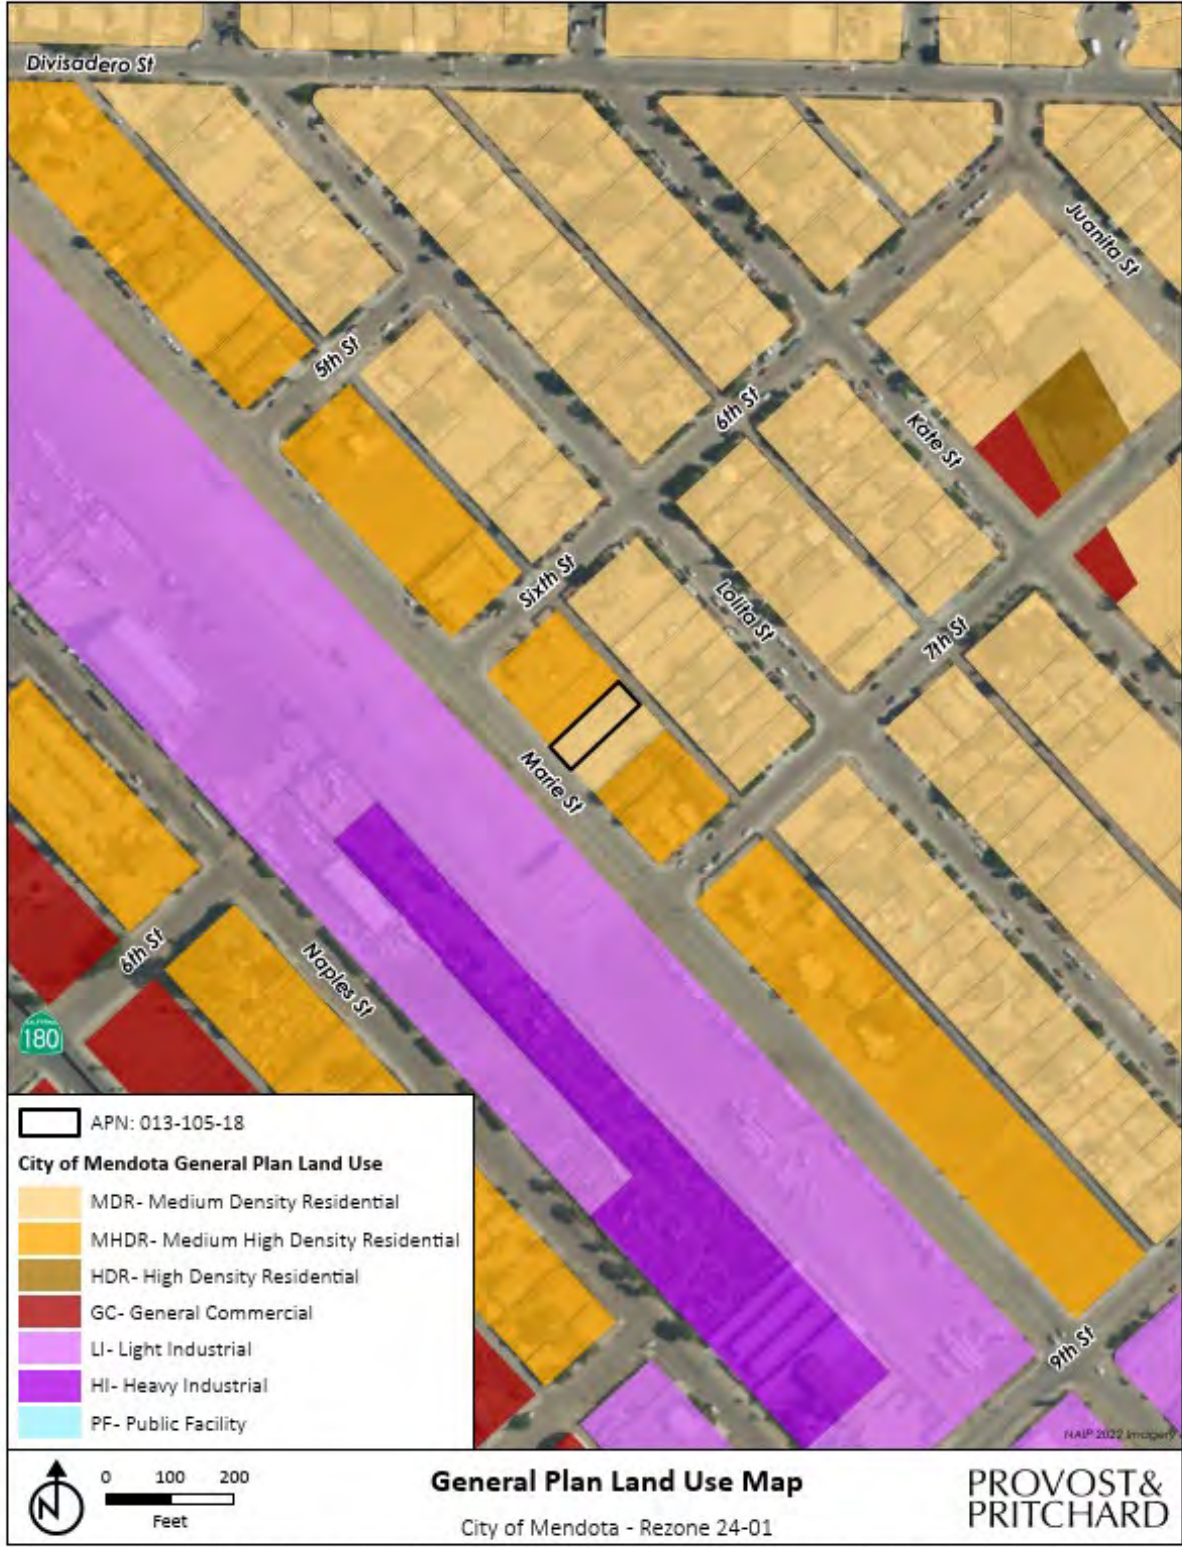 Divisadero St
Juanita St
5th St
6th St
Kate St
Sixth St
Lolita St
7th St
Marie St
6th St
Naples St
CALIFORNIA
180
9th St
APN: 013-105-18
City of Mendota General Plan Land Use
MDR- Medium Density Residential
MHDR- Medium High Density Residential
HDR- High Density Residential
GC- General Commercial
LI- Light Industrial
HI- Heavy Industrial
PF- Public Facility
NAIP 2022 Imagery
N
0 100 200
Feet
General Plan Land Use Map
City of Mendota - Rezone 24-01
PROVOST&
PRITCHARD